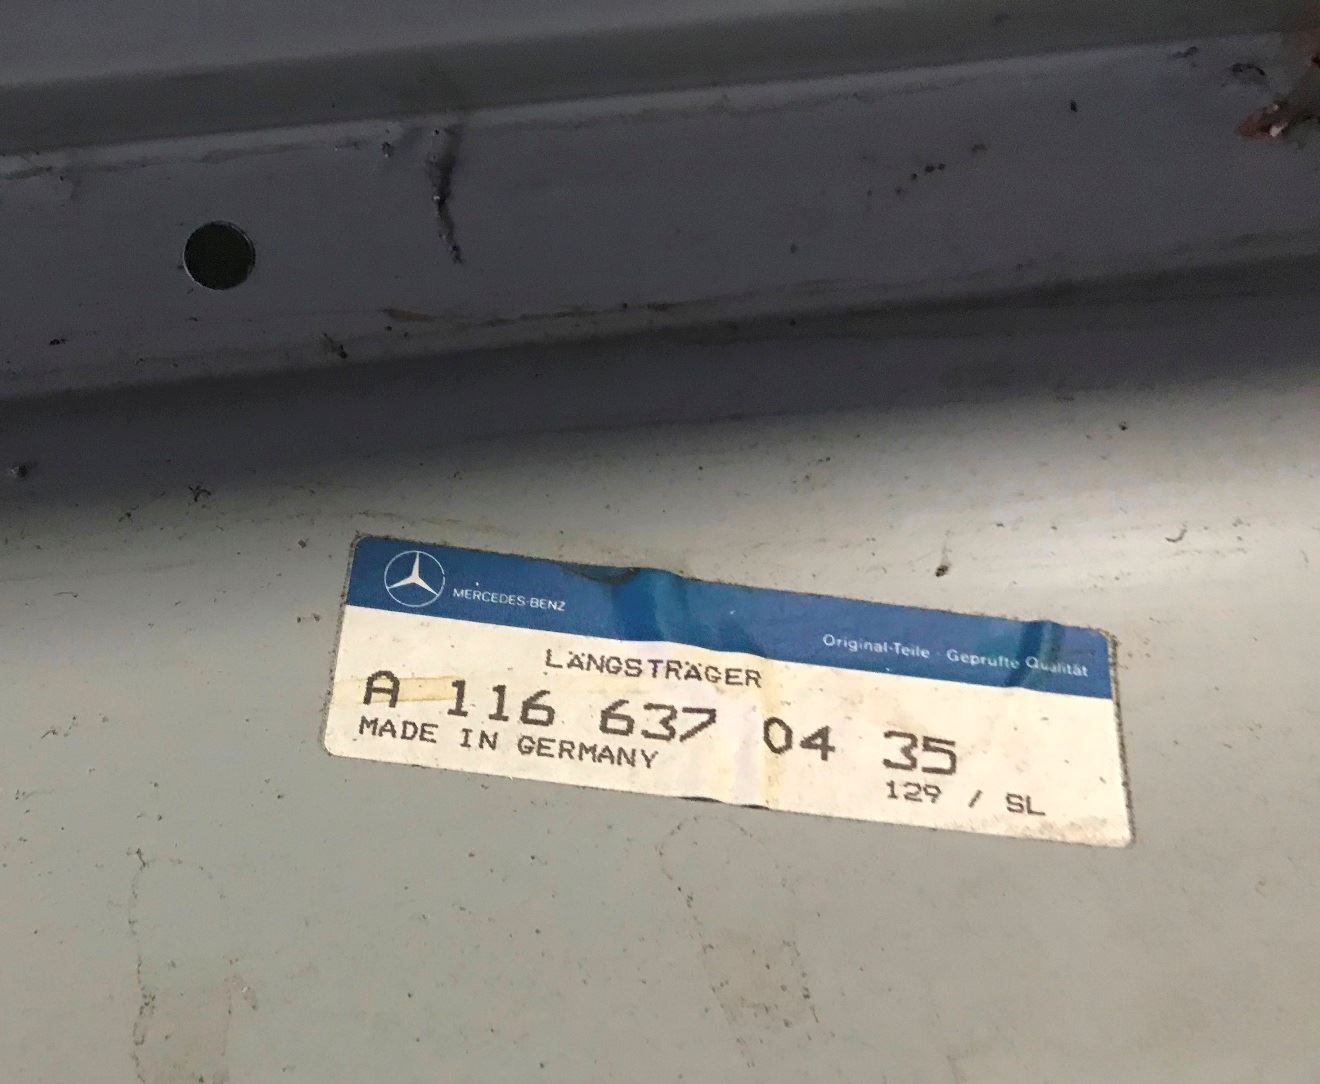 MERCEDES-BENZ
Original-Teile · Geprüfte Qualität
LÄNGSTRÄGER
A 116 637 04 35
MADE IN GERMANY
129 / SL